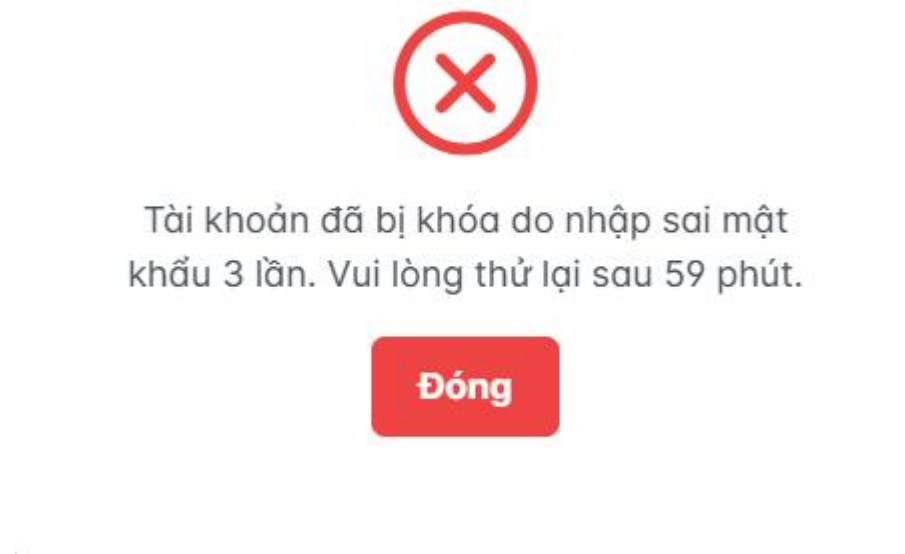 Tài khoản đã bị khóa do nhập sai mật
khẩu 3 lần. Vui lòng thử lại sau 59 phút.
Đóng